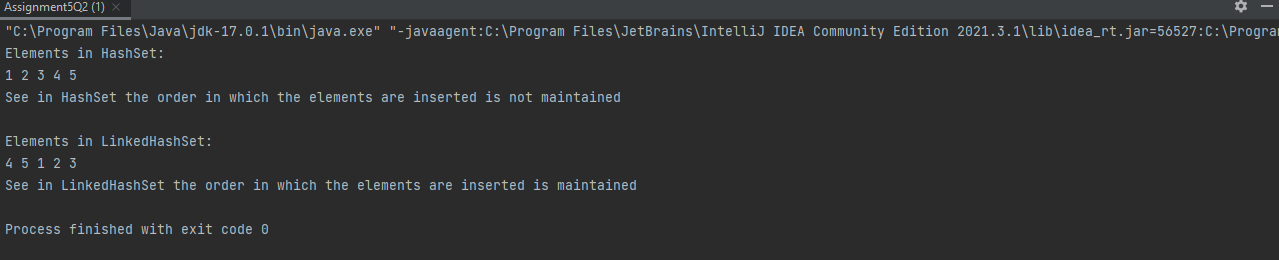 Assignment5Q2 (1)
"C:\Program Files\Java\jdk-17.0.1\bin\java.exe" "-javaagent:C:\Program Files\JetBrains\IntelliJ IDEA Community Edition 2021.3.1\lib\idea_rt.jar=56527:C:\Program
Elements in HashSet:
1 2 3 4 5
See in HashSet the order in which the elements are inserted is not maintained
Elements in LinkedHashSet:
4 5 1 2 3
See in LinkedHashSet the order in which the elements are inserted is maintained
Process finished with exit code 0